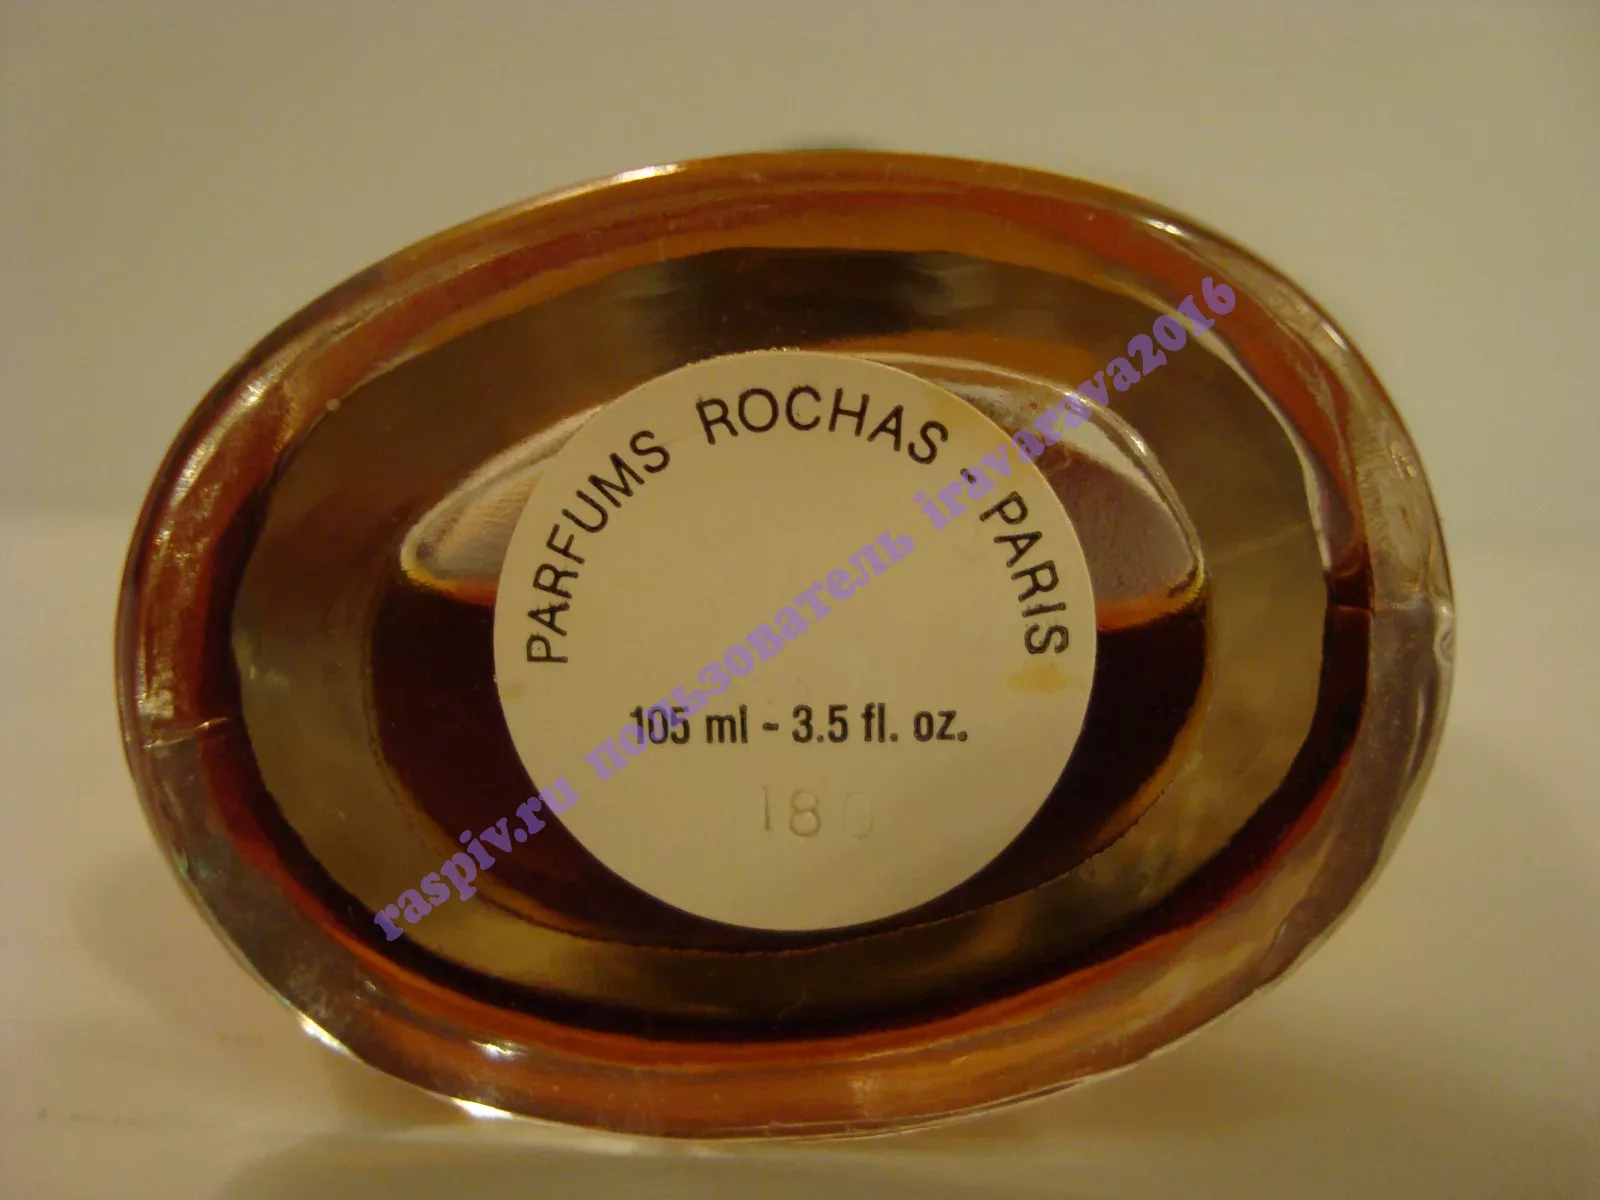 PARFUMS ROCHAS - PARIS
105 ml - 3.5 fl. oz.
180
raspiv.ru пользователь iravarava2016